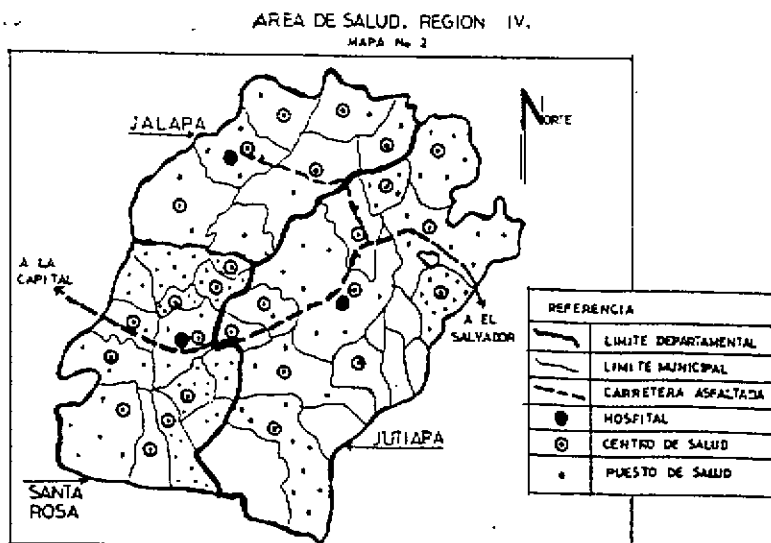 AREA DE SALUD. REGION IV.
MAPA No 2
JALAPA
NORTE
A LA
CAPITAL
A EL
SALVADOR
JUTIAPA
SANTA
ROSA
REFERENCIA
LIMITE DEPARTAMENTAL
LIMITE MUNICIPAL
CARRETERA ASFALTADA
HOSPITAL
CENTRO DE SALUD
PUESTO DE SALUD